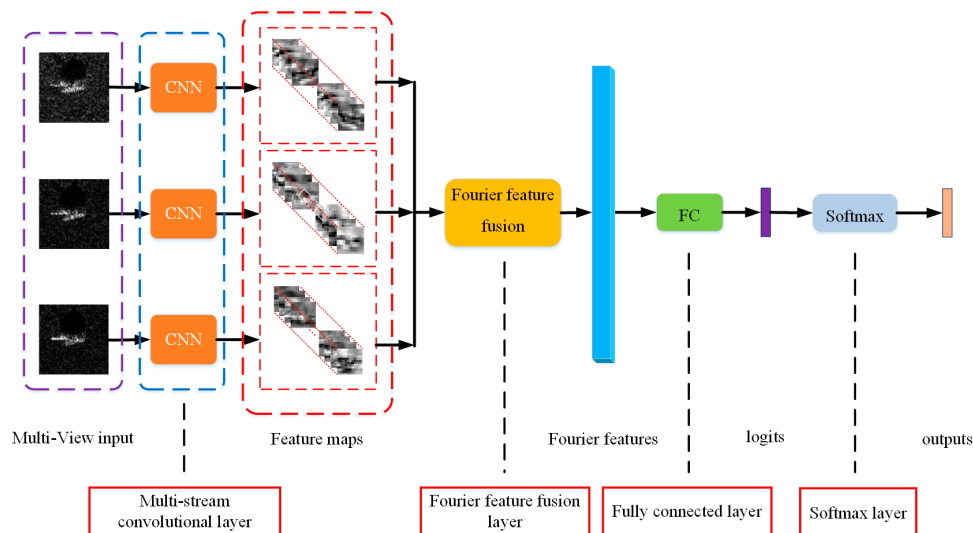 CNN
CNN
CNN
Fourier feature
fusion
FC
Softmax
Multi-View input
Feature maps
Fourier features
logits
outputs
Multi-stream
convolutional layer
Fourier feature fusion
layer
Fully connected layer
Softmax layer